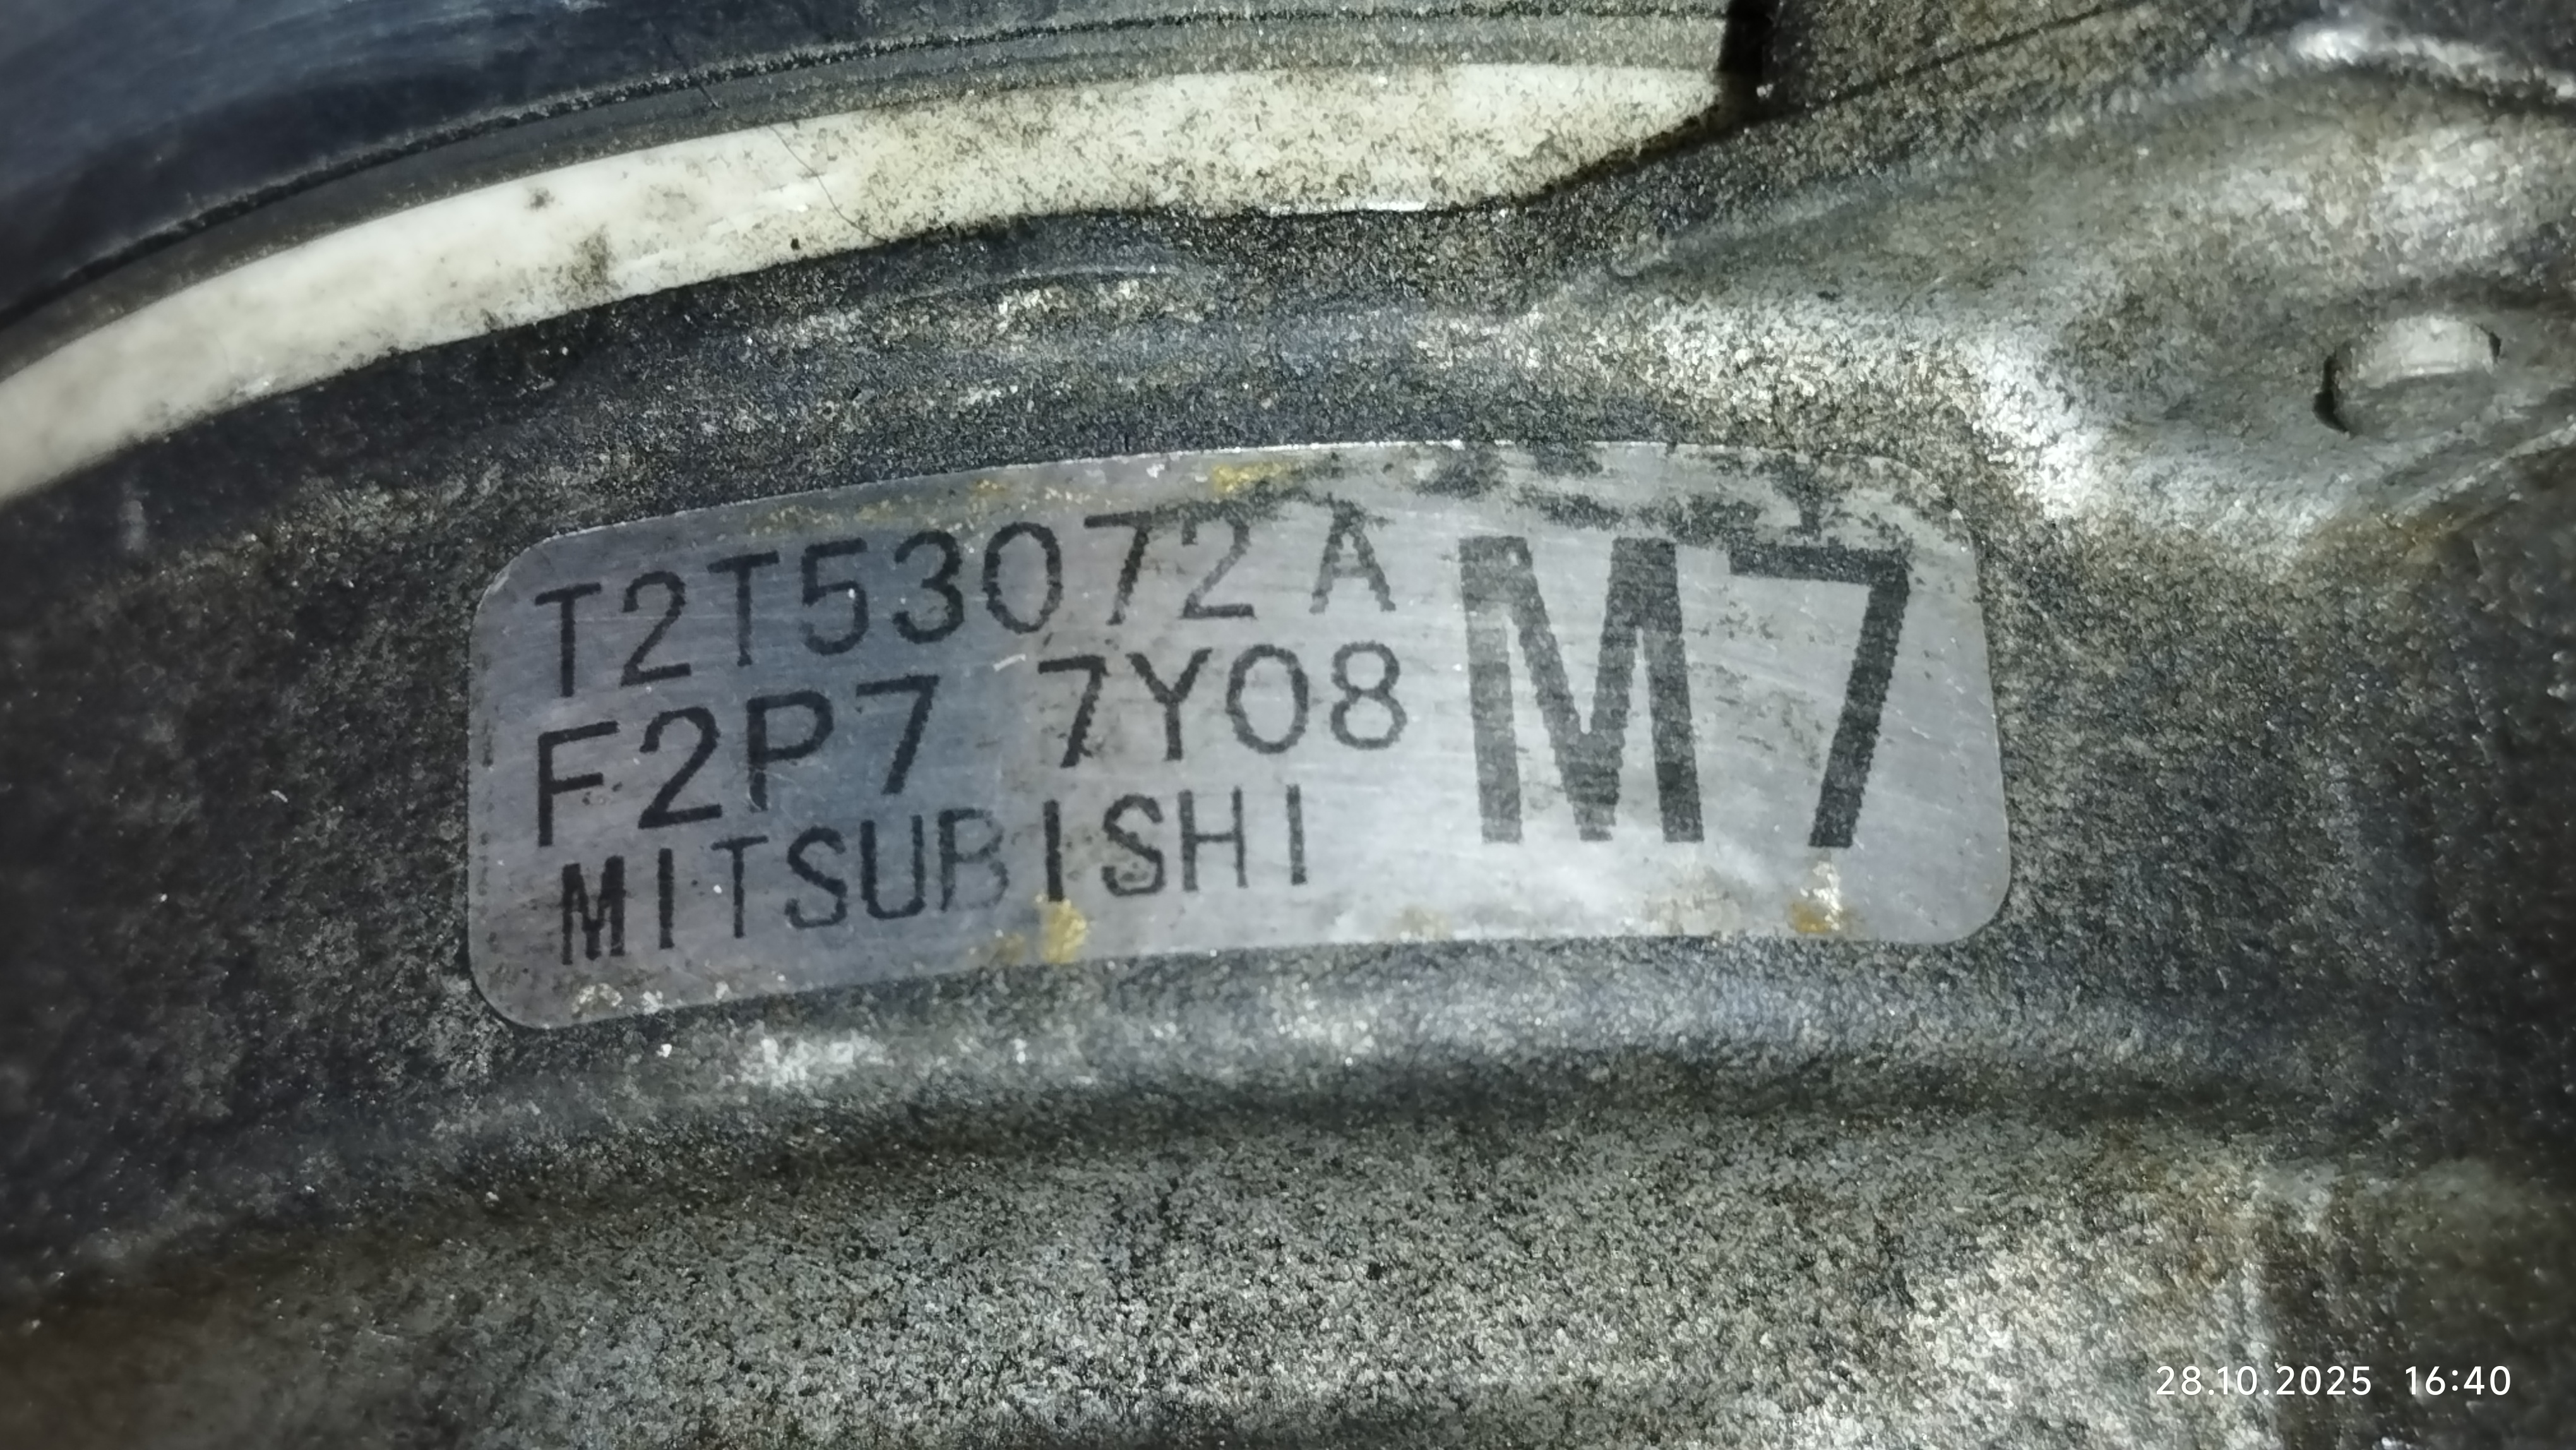 T2T53072A
F2P7 7Y08
MITSUBISHI
M7
28.10.2025 16:40